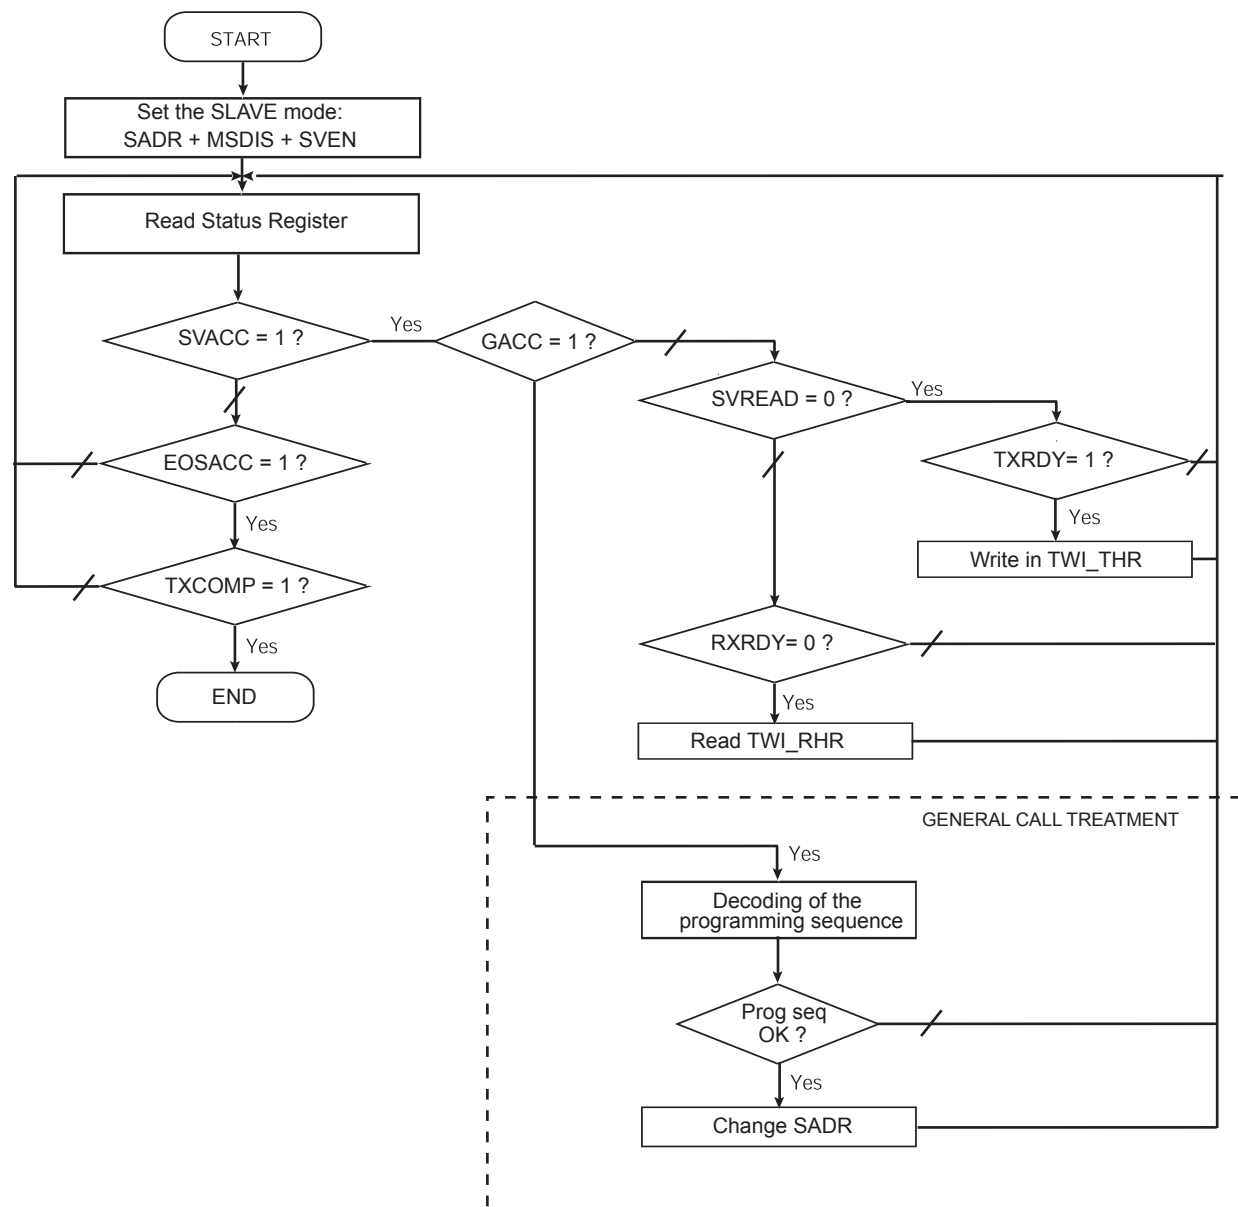 START
Set the SLAVE mode:
SADR + MSDIS + SVEN
Read Status Register
SVACC = 1 ?
Yes
GACC = 1 ?
SVREAD = 0 ?
Yes
EOSACC = 1 ?
TXRDY= 1 ?
Yes
Yes
Write in TWI_THR
TXCOMP = 1 ?
Yes
RXRDY= 0 ?
END
Yes
Read TWI_RHR
GENERAL CALL TREATMENT
Yes
Decoding of the
programming sequence
Prog seq
OK ?
Yes
Change SADR